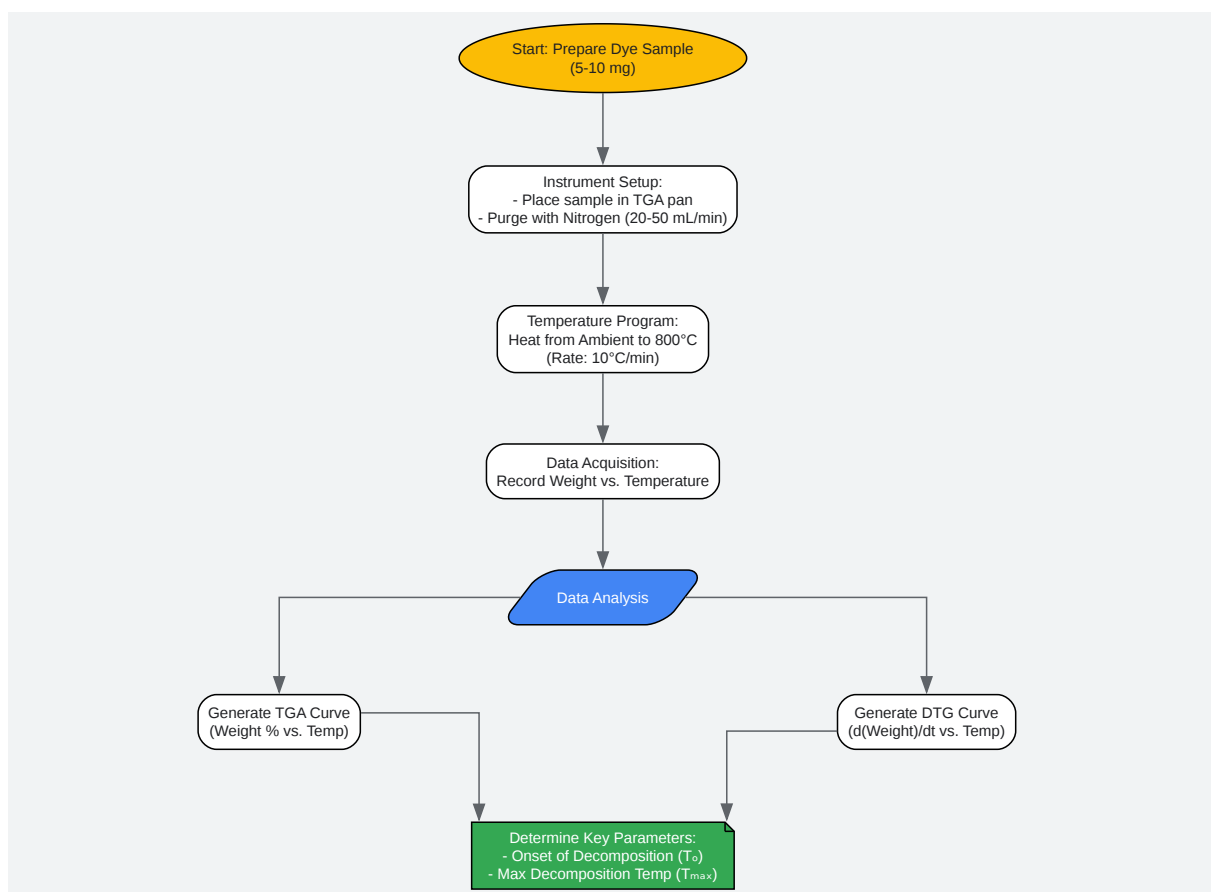 Start: Prepare Dye Sample
(5-10 mg)
Instrument Setup:
- Place sample in TGA pan
- Purge with Nitrogen (20-50 mL/min)
Temperature Program:
Heat from Ambient to 800°C
(Rate: 10°C/min)
Data Acquisition:
Record Weight vs. Temperature
Data Analysis
Generate TGA Curve
(Weight % vs. Temp)
Generate DTG Curve
(d(Weight)/dt vs. Temp)
Determine Key Parameters:
- Onset of Decomposition (Tₒ)
- Max Decomposition Temp (Tₘₐₓ)